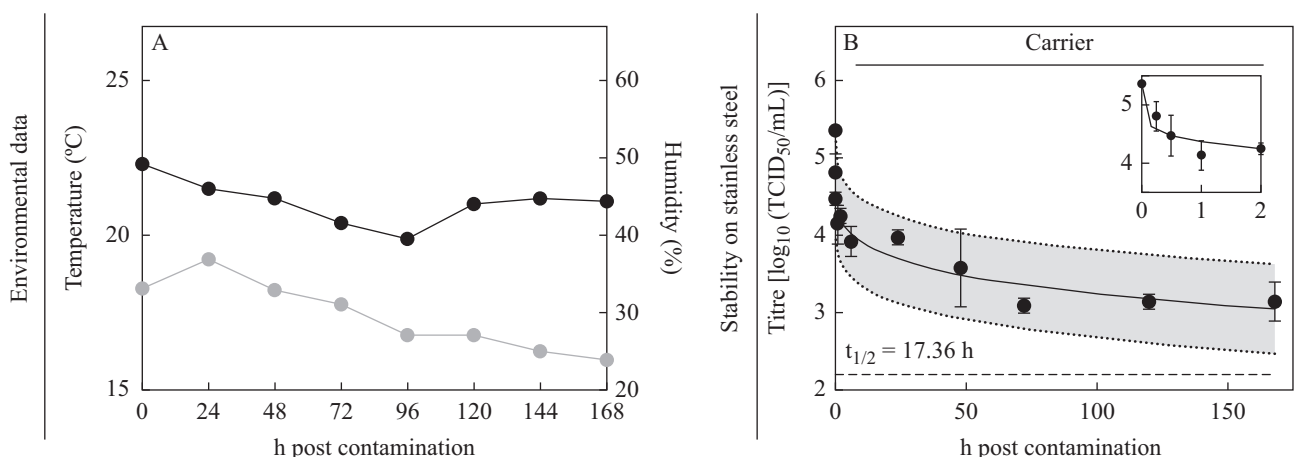 Environmental data
A
Temperature (ºC)
25
20
15
Humidity (%)
60
50
40
30
20
0 24 48 72 96 120 144 168
h post contamination
Stability on stainless steel
Titre [log10 (TCID50/mL)]
B
Carrier
6
5
4
3
2
5
4
0 1 2
t1/2 = 17.36 h
0 50 100 150
h post contamination